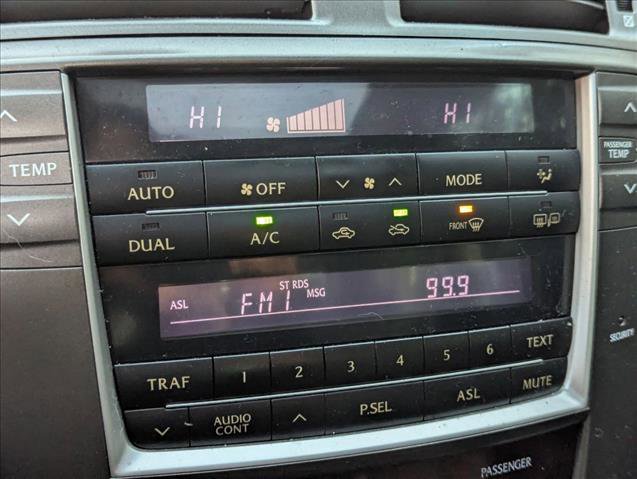 HI HI
TEMP
PASSENGER
TEMP
AUTO OFF MODE
DUAL A/C FRONT
ST RDS
ASL FM1 MSG 99.9
SECURITY
TRAF 1 2 3 4 5 6 TEXT
AUDIO
CONT P.SEL ASL MUTE
PASSENGER